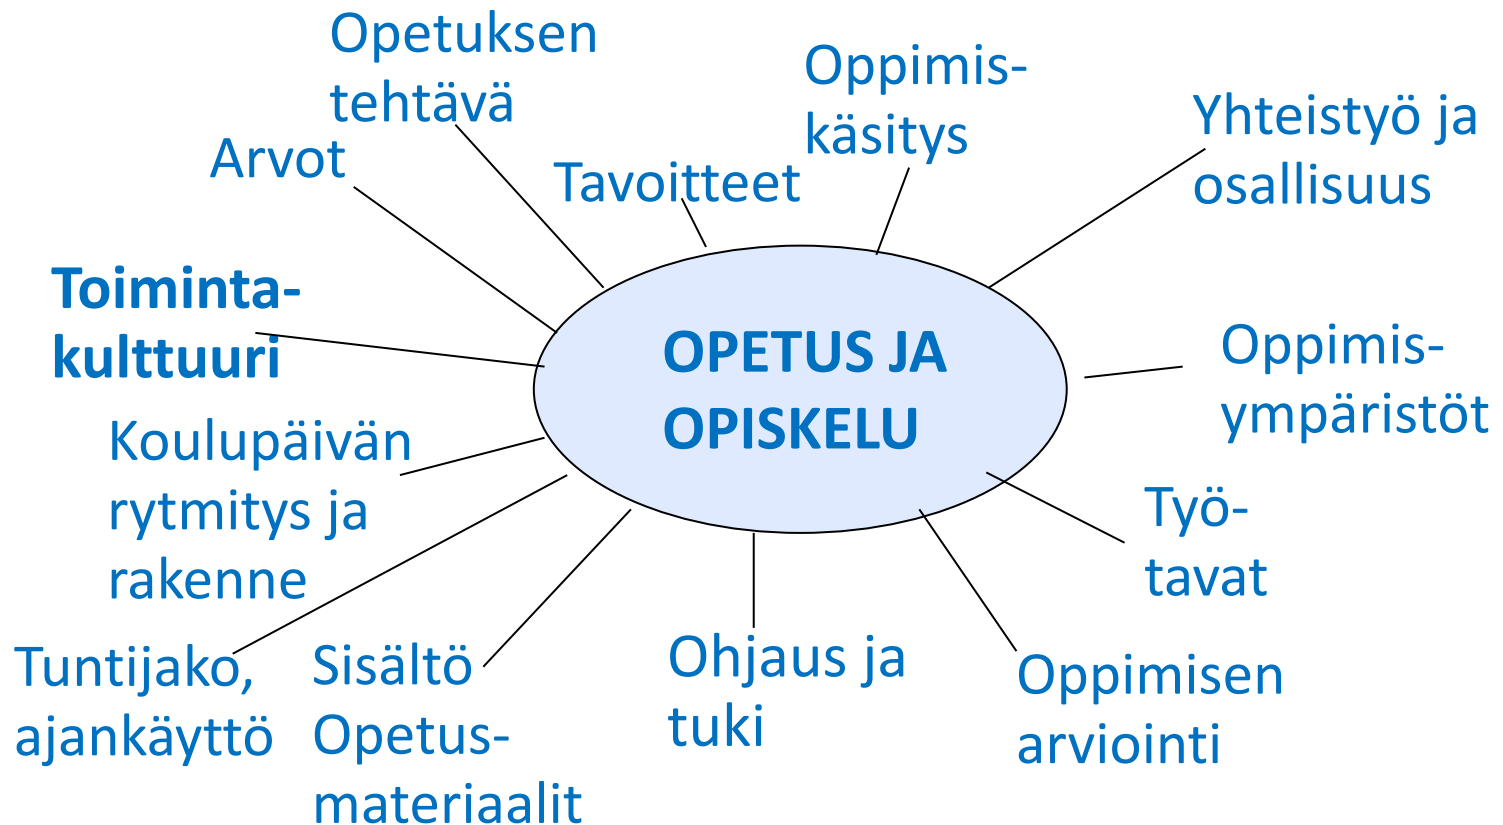 Opetuksen
tehtävä
Oppimis-
käsitys
Yhteistyö ja
osallisuus
Arvot
Tavoitteet
Toiminta-
kulttuuri
OPETUS JA
OPISKELU
Oppimis-
ympäristöt
Koulupäivän
rytmitys ja
rakenne
Työ-
tavat
Tuntijako,
ajankäyttö
Sisältö
Opetus-
materiaalit
Ohjaus ja
tuki
Oppimisen
arviointi